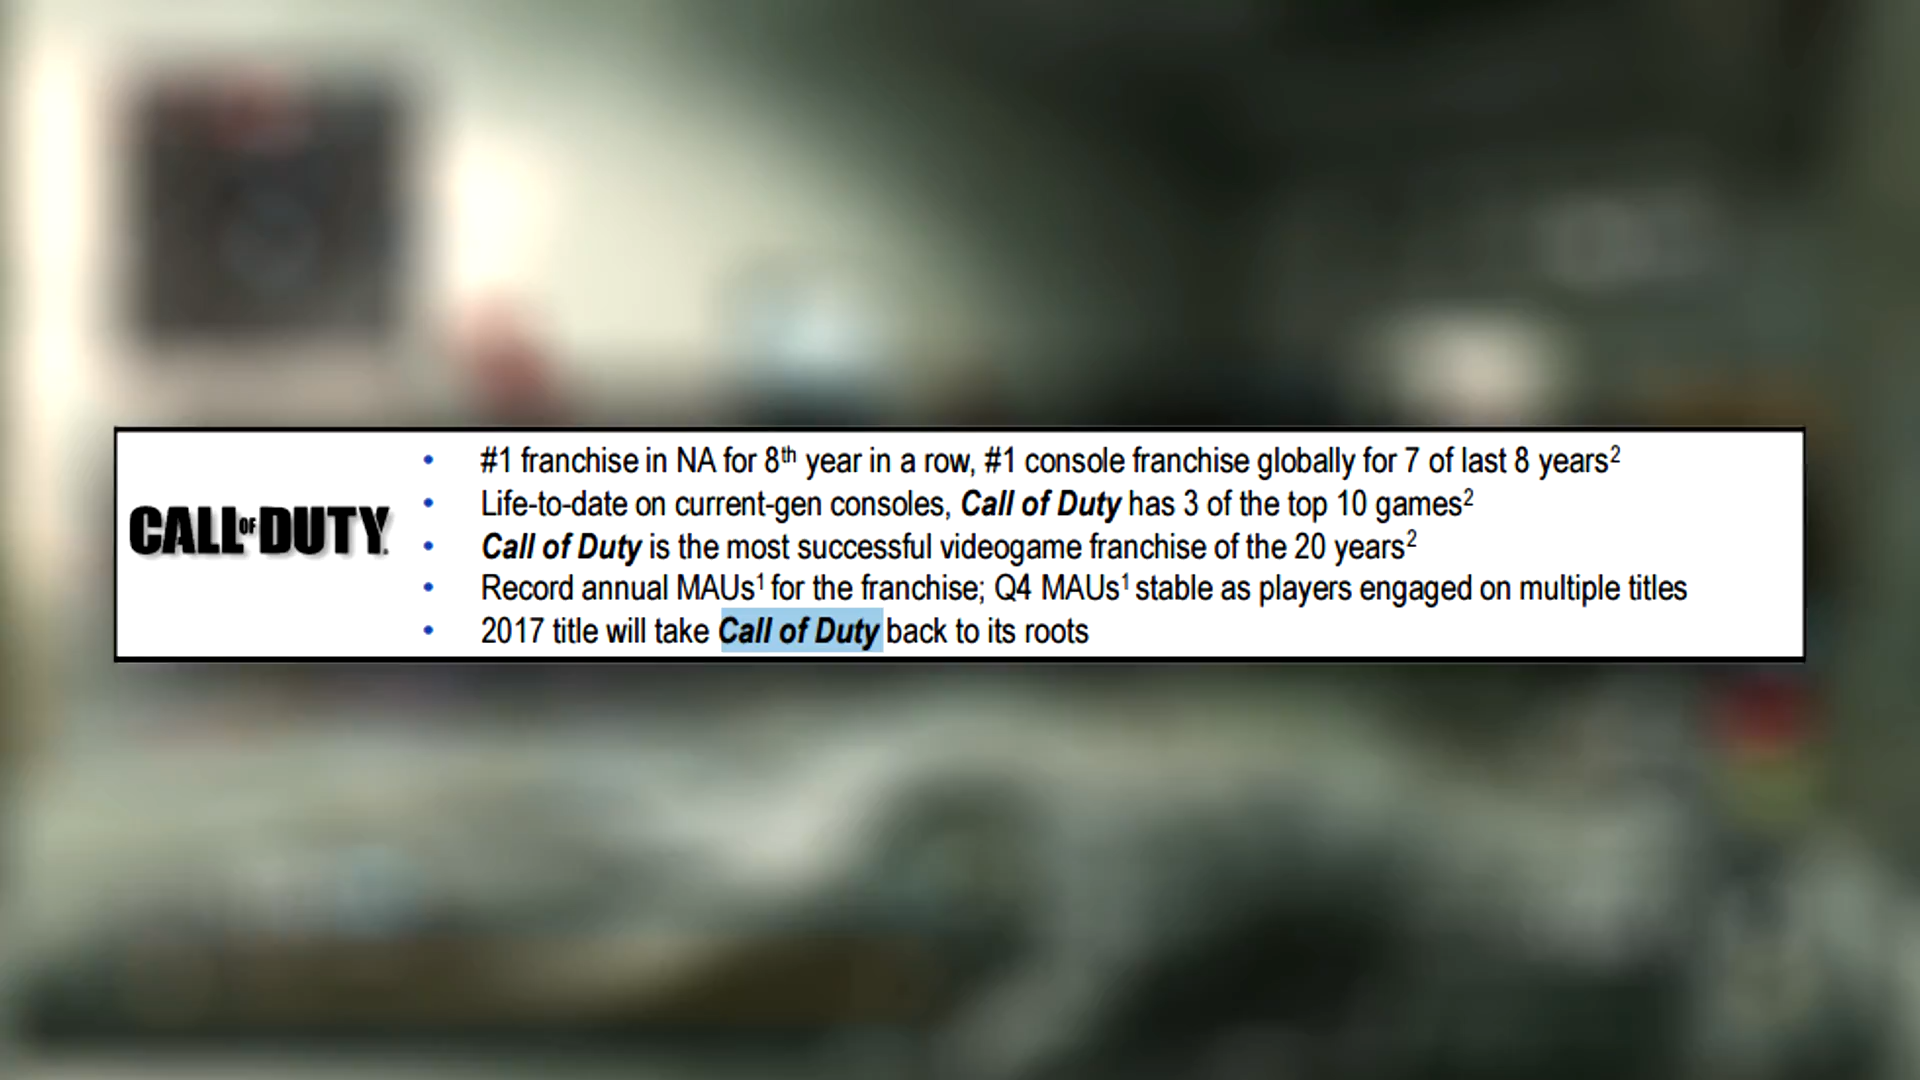 #1 franchise in NA for 8th year in a row, #1 console franchise globally for 7 of last 8 years2
Life-to-date on current-gen consoles, Call of Duty has 3 of the top 10 games2
CALL OF DUTY
Call of Duty is the most successful videogame franchise of the 20 years2
Record annual MAUs1 for the franchise; Q4 MAUs1 stable as players engaged on multiple titles
2017 title will take Call of Duty back to its roots